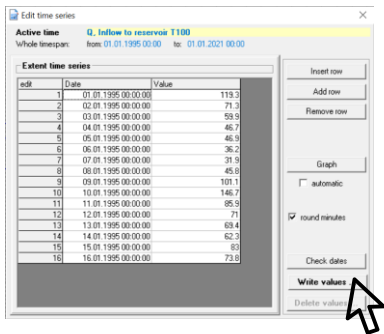 Edit time series
Active time Q, Inflow to reservoir T100
Whole timespan: from: 01.01.1995 00:00 to: 01.01.2021 00:00
Extent time series
edit Date Value
1 01.01.1995 00:00:00 119.3
2 02.01.1995 00:00:00 71.3
3 03.01.1995 00:00:00 59.9
4 04.01.1995 00:00:00 46.7
5 05.01.1995 00:00:00 46.9
6 06.01.1995 00:00:00 36.2
7 07.01.1995 00:00:00 31.9
8 08.01.1995 00:00:00 45.8
9 09.01.1995 00:00:00 101.1
10 10.01.1995 00:00:00 146.7
11 11.01.1995 00:00:00 85.9
12 12.01.1995 00:00:00 71
13 13.01.1995 00:00:00 69.4
14 14.01.1995 00:00:00 62.3
15 15.01.1995 00:00:00 83
16 16.01.1995 00:00:00 73.8
Insert row
Add row
Remove row
Graph
automatic
round minutes
Check dates
Write values
Delete values